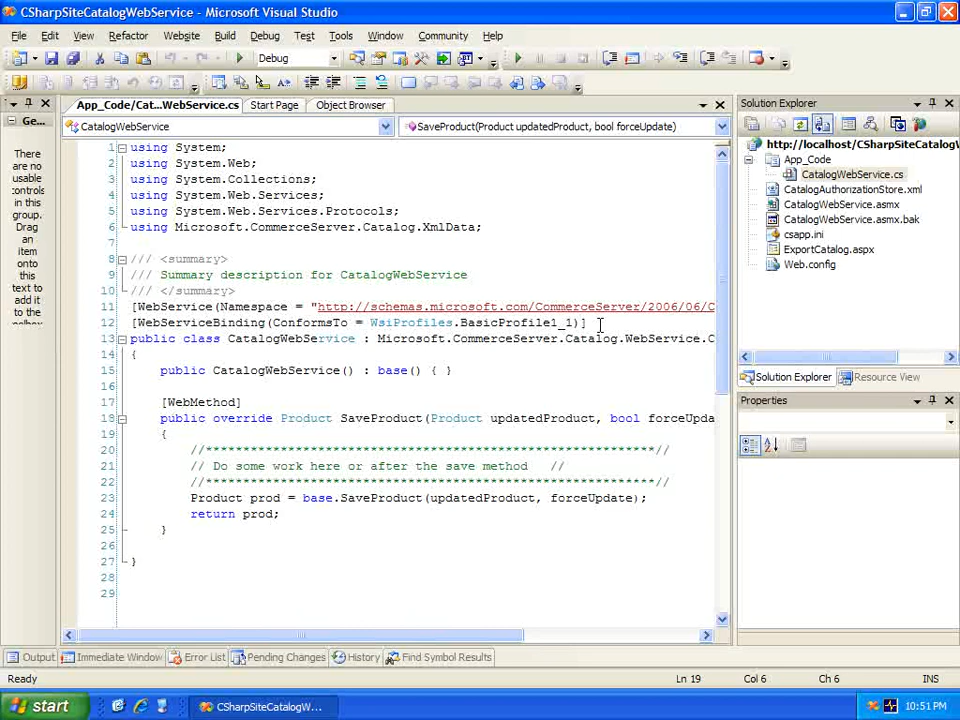 CSharpSiteCatalogWebService - Microsoft Visual Studio
File Edit View Refactor Website Build Debug Test Tools Window Community Help
Debug
App_Code/Cat...WebService.cs Start Page Object Browser
CatalogWebService SaveProduct(Product updatedProduct, bool forceUpdate)
Ge...
There
are no
usable
controls
in this
group.
Drag
an
item
onto
this
text to
add it
to the
1 using System;
2 using System.Web;
3 using System.Collections;
4 using System.Web.Services;
5 using System.Web.Services.Protocols;
6 using Microsoft.CommerceServer.Catalog.XmlData;
7
8 /// <summary>
9 /// Summary description for CatalogWebService
10 /// </summary>
11 [WebService(Namespace = "http://schemas.microsoft.com/CommerceServer/2006/06/C
12 [WebServiceBinding(ConformsTo = WsiProfiles.BasicProfile1_1)]
13 public class CatalogWebService : Microsoft.CommerceServer.Catalog.WebService.C
14 {
15 public CatalogWebService() : base() { }
16
17 [WebMethod]
18 public override Product SaveProduct(Product updatedProduct, bool forceUpda
19 {
20 //************************************************************//
21 // Do some work here or after the save method //
22 //************************************************************//
23 Product prod = base.SaveProduct(updatedProduct, forceUpdate);
24 return prod;
25 }
26
27 }
28
29
Solution Explorer
http://localhost/CSharpSiteCatalogW
App_Code
CatalogWebService.cs
CatalogAuthorizationStore.xml
CatalogWebService.asmx
CatalogWebService.asmx.bak
csapp.ini
ExportCatalog.aspx
Web.config
Solution Explorer Resource View
Properties
Output Immediate Window Error List Pending Changes History Find Symbol Results
Ready Ln 19 Col 6 Ch 6 INS
start CSharpSiteCatalogW... 10:51 PM